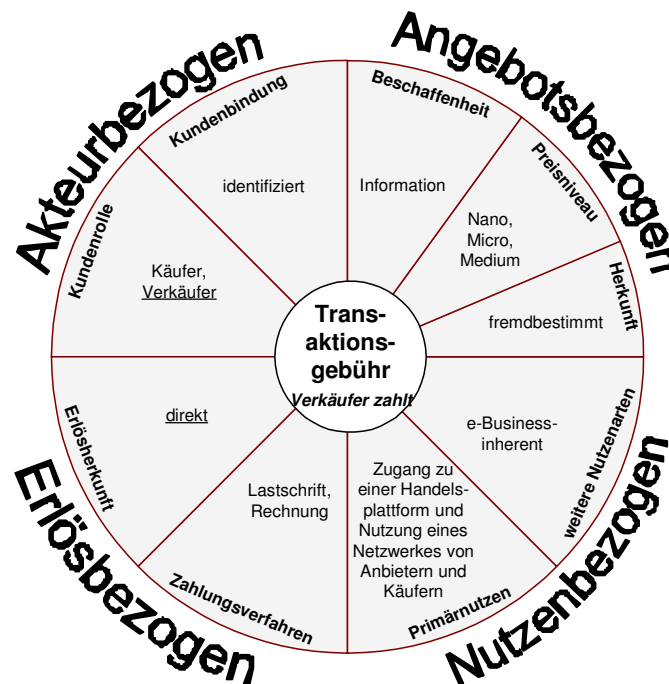 Akteurbezogen
Angebotsbezogen
Kundenbindung
identifiziert
Beschaffenheit
Information
Preisniveau
Nano,
Micro,
Medium
Herkunft
fremdbestimmt
Kundenrolle
Käufer,
Verkäufer
Trans-
aktions-
gebühr
Verkäufer zahlt
Erlösherkunft
direkt
Lastschrift,
Rechnung
Zahlungsverfahren
Zugang zu
einer Handels-
plattform und
Nutzung eines
Netzwerkes von
Anbietern und
Käufern
Primärnutzen
e-Business-
inherent
weitere Nutzenarten
Erlösbezogen
Nutzenbezogen